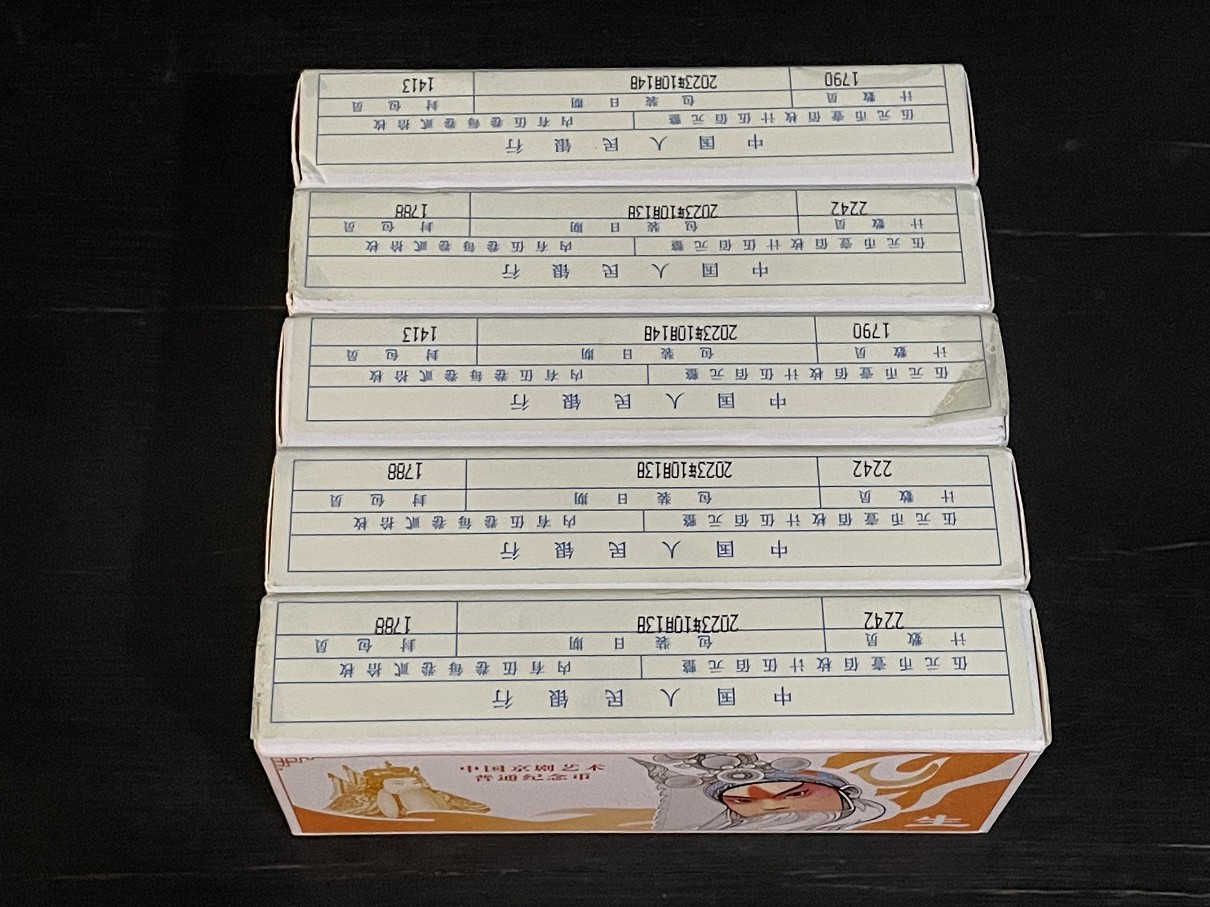 中国人民银行
伍元币壹佰枚计伍佰元整 内有伍卷每卷贰拾枚
计数员 包装日期 封包员
1790 2023年10月14日 1413
中国人民银行
伍元币壹佰枚计伍佰元整 内有伍卷每卷贰拾枚
计数员 包装日期 封包员
2242 2023年10月13日 1788
中国人民银行
伍元币壹佰枚计伍佰元整 内有伍卷每卷贰拾枚
计数员 包装日期 封包员
1790 2023年10月14日 1413
中国人民银行
伍元币壹佰枚计伍佰元整 内有伍卷每卷贰拾枚
计数员 包装日期 封包员
2242 2023年10月13日 1788
中国人民银行
伍元币壹佰枚计伍佰元整 内有伍卷每卷贰拾枚
计数员 包装日期 封包员
2242 2023年10月13日 1788
中国京剧艺术
普通纪念币
生